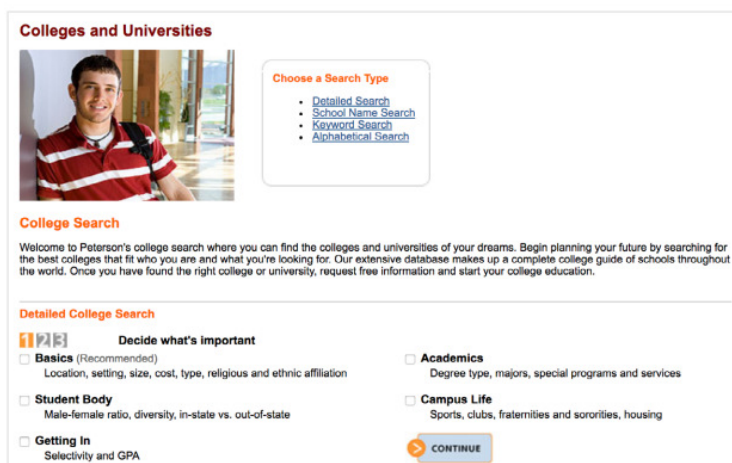 Colleges and Universities
Choose a Search Type
Detailed Search
School Name Search
Keyword Search
Alphabetical Search
College Search
Welcome to Peterson's college search where you can find the colleges and universities of your dreams. Begin planning your future by searching for
the best colleges that fit who you are and what you're looking for. Our extensive database makes up a complete college guide of schools throughout
the world. Once you have found the right college or university, request free information and start your college education.
Detailed College Search
1 2 3 Decide what's important
Basics (Recommended)
Location, setting, size, cost, type, religious and ethnic affiliation
Academics
Degree type, majors, special programs and services
Student Body
Male-female ratio, diversity, in-state vs. out-of-state
Campus Life
Sports, clubs, fraternities and sororities, housing
Getting In
Selectivity and GPA
CONTINUE